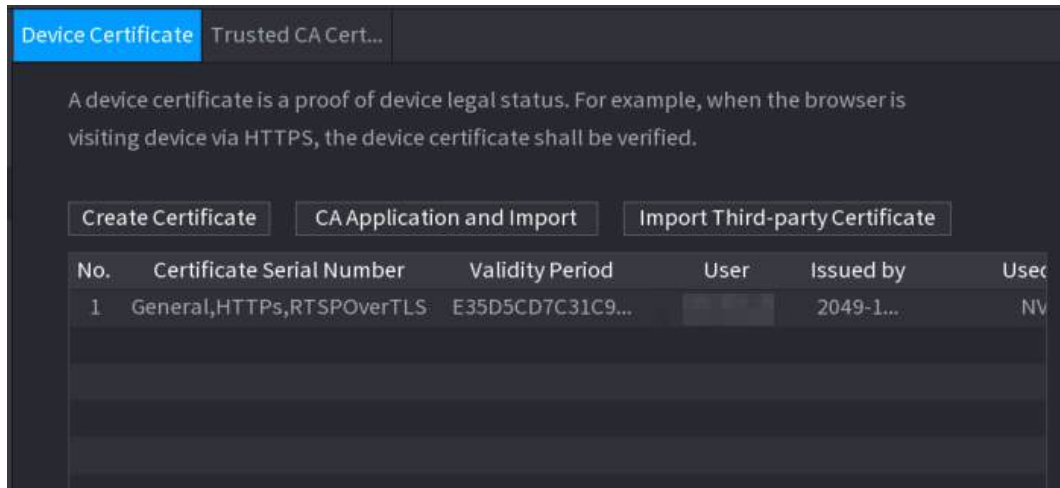 Device Certificate Trusted CA Cert...
A device certificate is a proof of device legal status. For example, when the browser is
visiting device via HTTPS, the device certificate shall be verified.
Create Certificate CA Application and Import Import Third-party Certificate
No. Certificate Serial Number Validity Period User Issued by Used
1 General,HTTPs,RTSPOverTLS E35D5CD7C31C9... 2049-1... NV